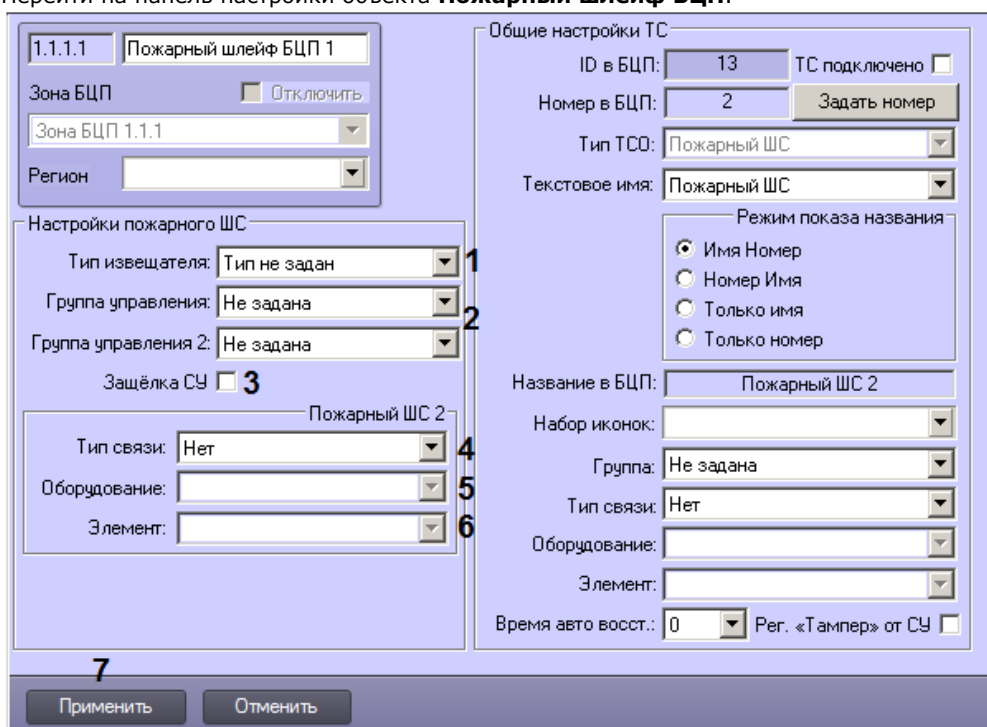 Перейти на панель настройки объекта Пожарный шлейф БЦП.
1.1.1.1 Пожарный шлейф БЦП 1
Зона БЦП Отключить
Зона БЦП 1.1.1
Регион
Настройки пожарного ШС
Тип извещателя: Тип не задан 1
Группа управления: Не задана
2
Группа управления 2: Не задана
Защёлка СУ 3
Пожарный ШС 2
Тип связи: Нет 4
Оборудование: 5
Элемент: 6
Общие настройки ТС
ID в БЦП: 13 ТС подключено
Номер в БЦП: 2 Задать номер
Тип ТСО: Пожарный ШС
Текстовое имя: Пожарный ШС
Режим показа названия
Имя Номер
Номер Имя
Только имя
Только номер
Название в БЦП: Пожарный ШС 2
Набор иконок:
Группа: Не задана
Тип связи: Нет
Оборудование:
Элемент:
Время авто восст.: 0 Рег. «Тампер» от СУ
7
Применить Отменить